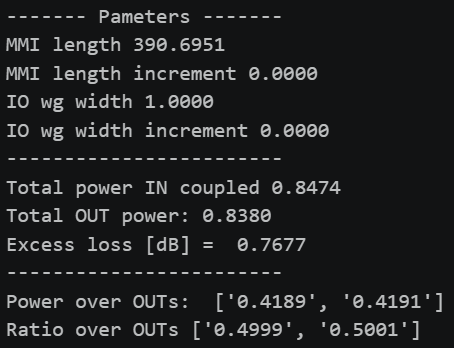 ------- Pameters -------
MMI length 390.6951
MMI length increment 0.0000
IO wg width 1.0000
IO wg width increment 0.0000
------------------------
Total power IN coupled 0.8474
Total OUT power: 0.8380
Excess loss [dB] =  0.7677
------------------------
Power over OUTs:  ['0.4189', '0.4191']
Ratio over OUTs ['0.4999', '0.5001']